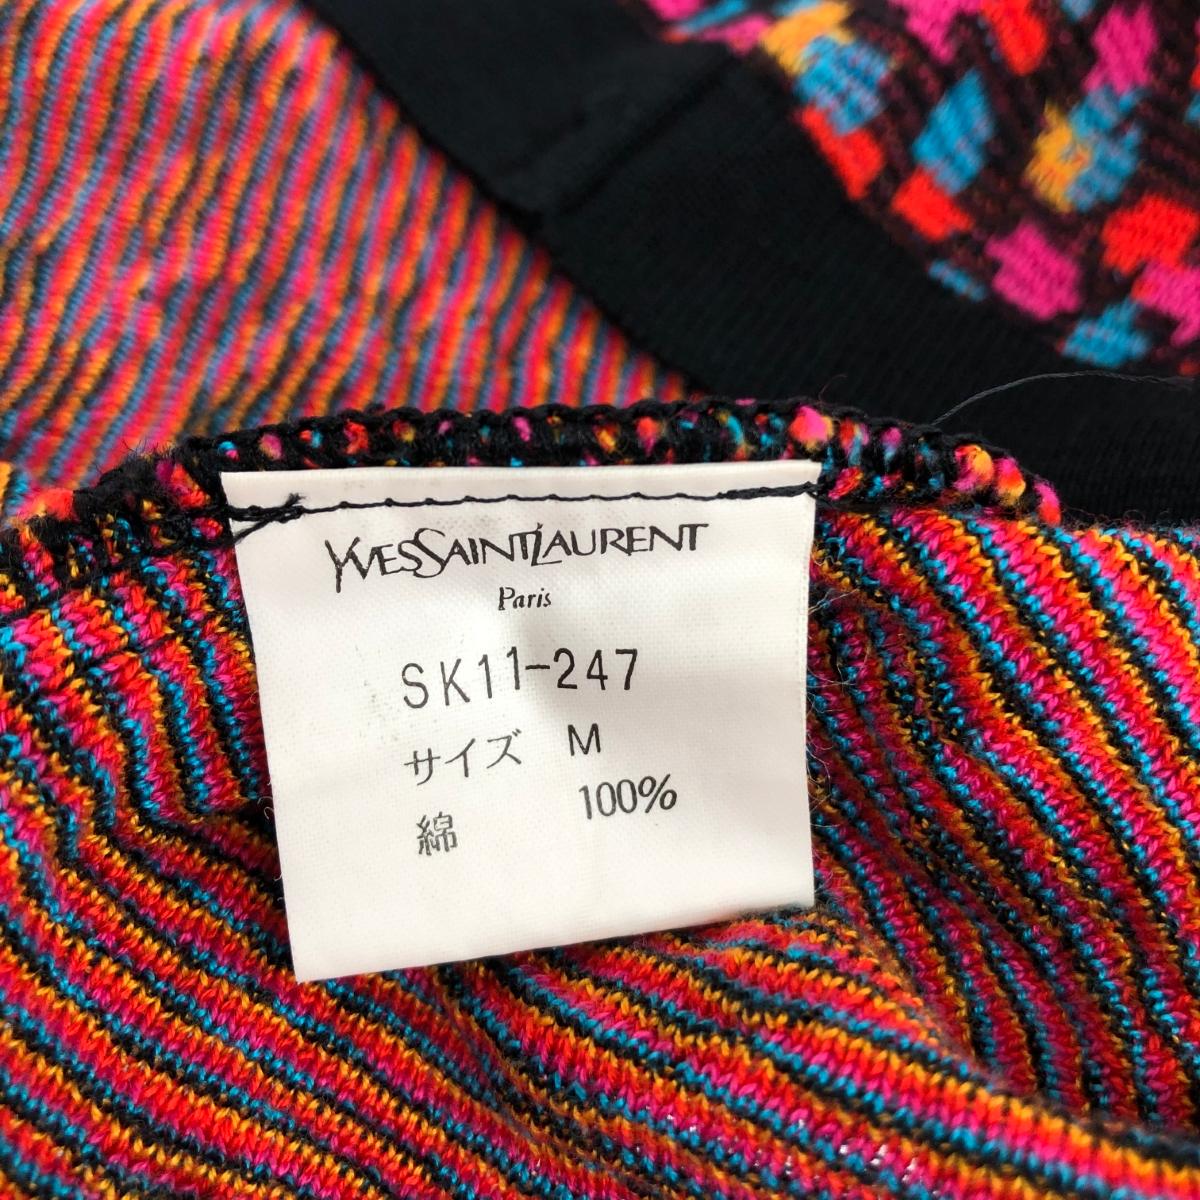 YVESSAINTLAURENT
Paris
SK11-247
サイズ M
綿 100%